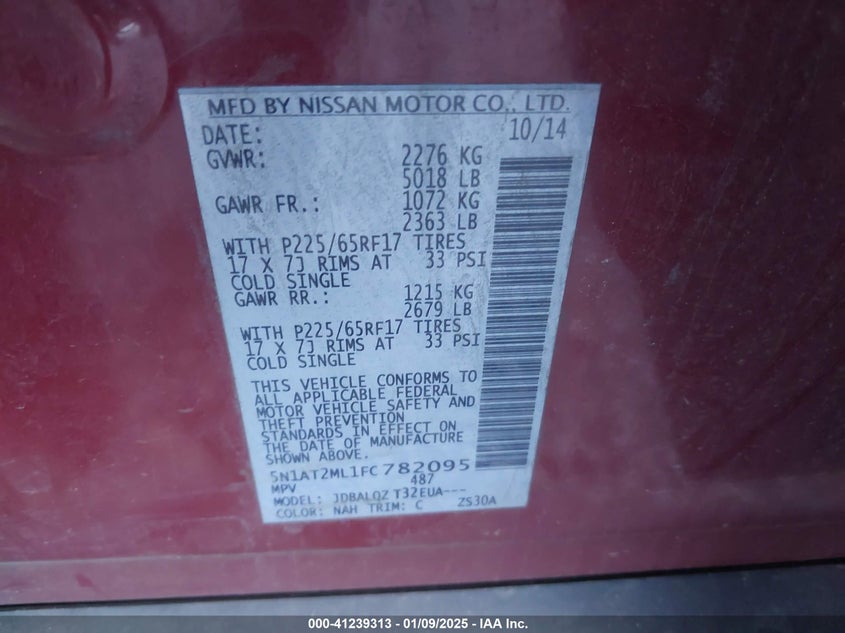 MFD BY NISSAN MOTOR CO., LTD.
DATE: 10/14
GVWR: 2276 KG
5018 LB
GAWR FR.: 1072 KG
2363 LB
WITH P225/65RF17 TIRES
17 X 7J RIMS AT 33 PSI
COLD SINGLE
GAWR RR.: 1215 KG
2679 LB
WITH P225/65RF17 TIRES
17 X 7J RIMS AT 33 PSI
COLD SINGLE
THIS VEHICLE CONFORMS TO
ALL APPLICABLE FEDERAL
MOTOR VEHICLE SAFETY AND
THEFT PREVENTION
STANDARDS IN EFFECT ON
THE DATE OF MANUFACTURE
SHOWN ABOVE.
5N1AT2ML1FC782095
MPV 487
MODEL: JDBALQZ T32EUA---
COLOR: NAH TRIM: C ZS30A
000-41239313 - 01/09/2025 - IAA Inc.